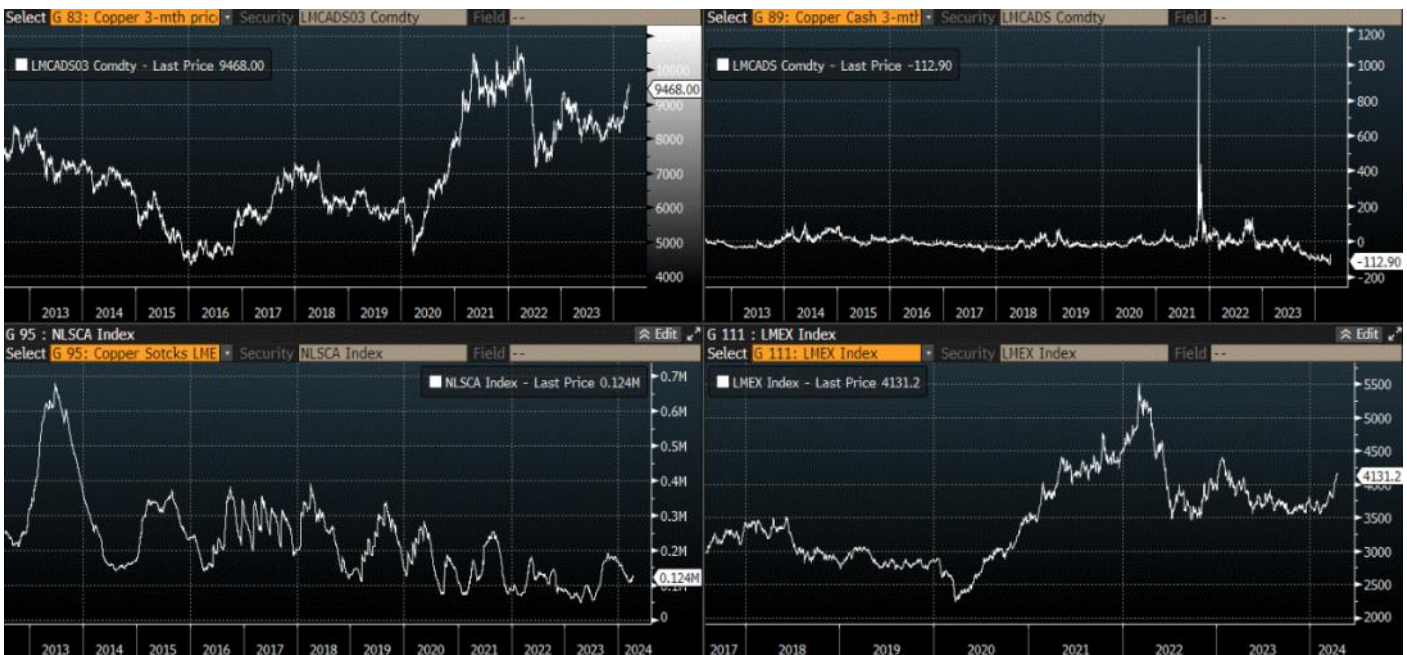 Select G 83: Copper 3-mth pric Security LMCADS03 Comdty Field --
LMCADS03 Comdty - Last Price 9468.00
10000
9468.00
9000
8000
7000
6000
5000
4000
2013 2014 2015 2016 2017 2018 2019 2020 2021 2022 2023
Select G 89: Copper Cash 3-mth Security LMCADS Comdty Field --
LMCADS Comdty - Last Price -112.90
1200
1000
800
600
400
200
0
-112.90
-200
2013 2014 2015 2016 2017 2018 2019 2020 2021 2022 2023
G 95 : NLSCA Index Edit
Select G 95: Copper Sotcks LME Security NLSCA Index Field --
NLSCA Index - Last Price 0.124M
0.7M
0.6M
0.5M
0.4M
0.3M
0.2M
0.124M
0
2013 2014 2015 2016 2017 2018 2019 2020 2021 2022 2023 2024
G 111 : LMEX Index Edit
Select G 111: LMEX Index Security LMEX Index Field --
LMEX Index - Last Price 4131.2
5500
5000
4500
4131.2
4000
3500
3000
2500
2000
2017 2018 2019 2020 2021 2022 2023 2024